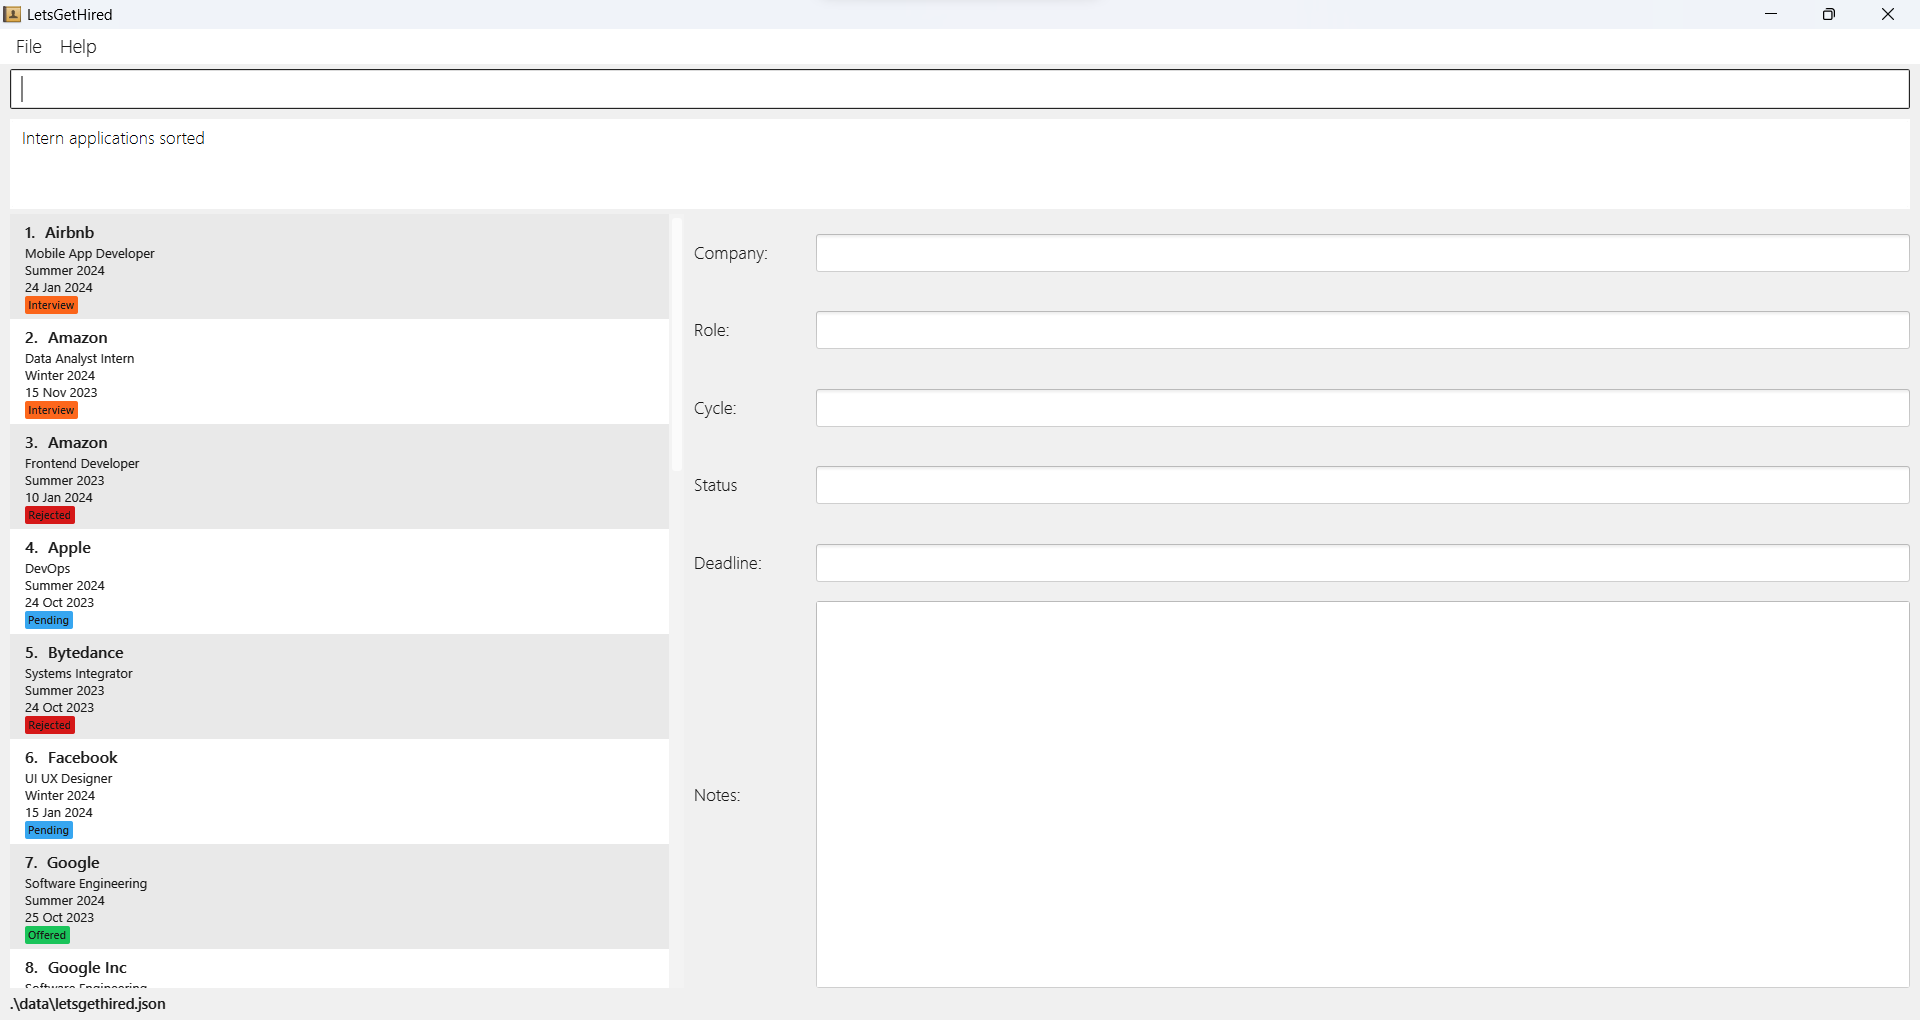 LetsGetHired
File Help
Intern applications sorted
1. Airbnb
Mobile App Developer
Summer 2024
24 Jan 2024
Interview
2. Amazon
Data Analyst Intern
Winter 2024
15 Nov 2023
Interview
3. Amazon
Frontend Developer
Summer 2023
10 Jan 2024
Rejected
4. Apple
DevOps
Summer 2024
24 Oct 2023
Pending
5. Bytedance
Systems Integrator
Summer 2023
24 Oct 2023
Rejected
6. Facebook
UI UX Designer
Winter 2024
15 Jan 2024
Pending
7. Google
Software Engineering
Summer 2024
25 Oct 2023
Offered
8. Google Inc
Software Engineering
Company:
Role:
Cycle:
Status
Deadline:
Notes:
.\data\letsgethired.json